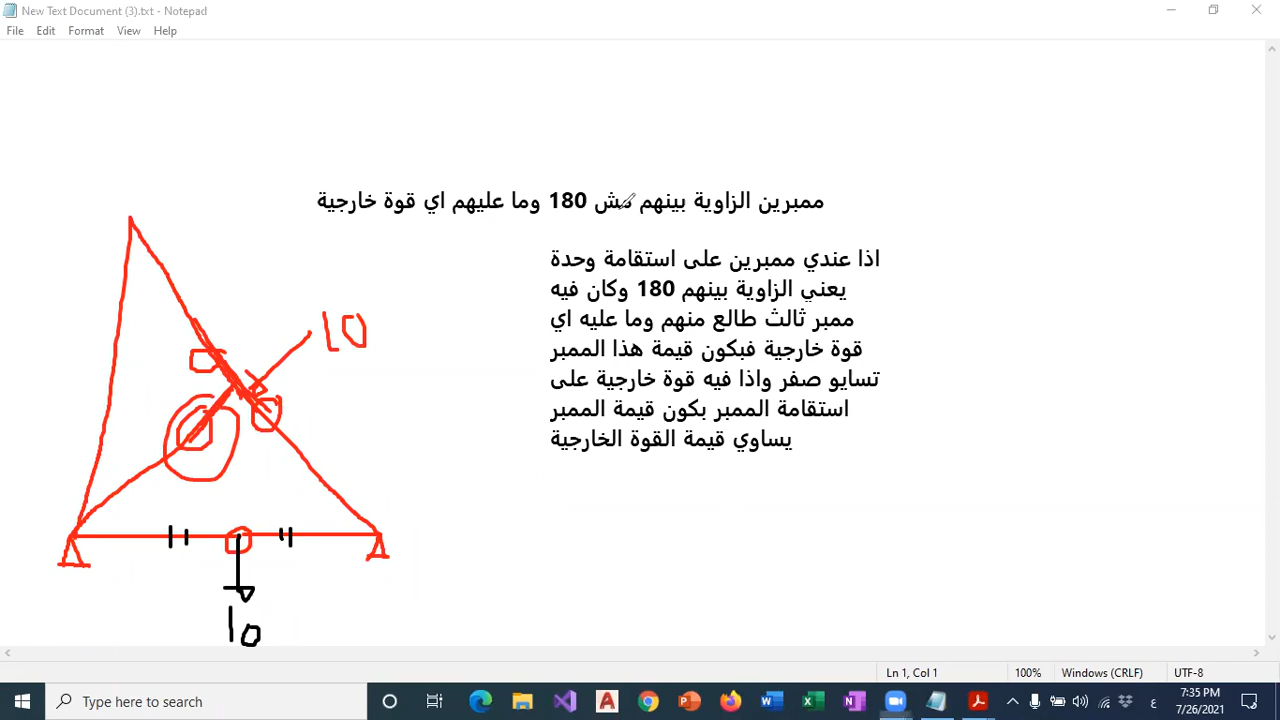 New Text Document (3).txt - Notepad
File Edit Format View Help
ممبرين الزاوية بينهم مش 180 وما عليهم اي قوة خارجية
اذا عندي ممبرين على استقامة وحدة
يعني الزاوية بينهم 180 وكان فيه
ممبر ثالث طالع منهم وما عليه اي
قوة خارجية فبكون قيمة هذا الممبر
تسايو صفر واذا فيه قوة خارجية على
استقامة الممبر بكون قيمة الممبر
يساوي قيمة القوة الخارجية
10
10
Ln 1, Col 1 100% Windows (CRLF) UTF-8
Type here to search
ع
7:35 PM
7/26/2021